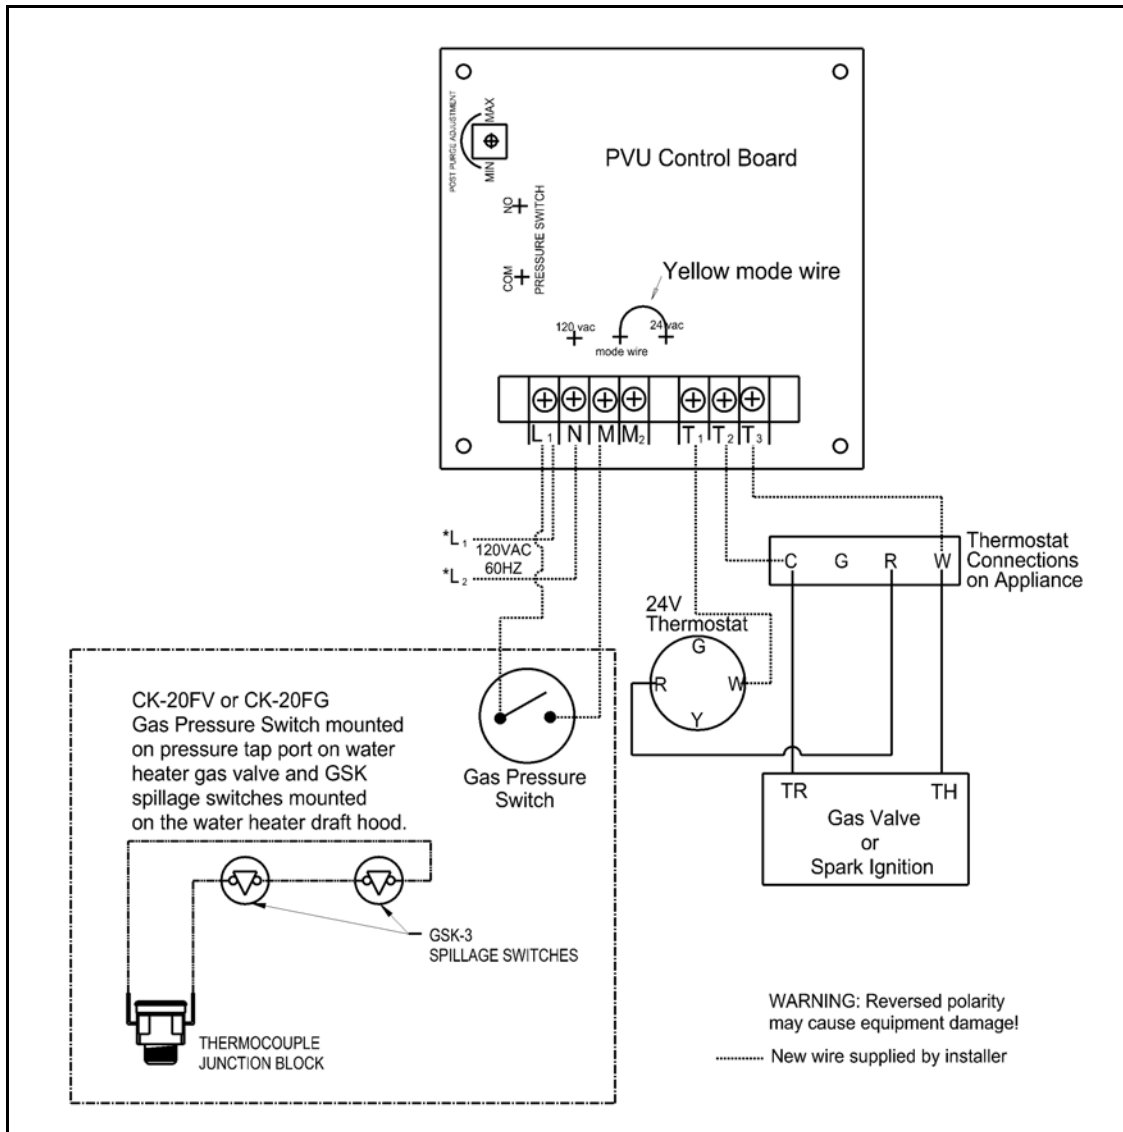 POST PURGE ADJUSTMENT
MAX
MIN
PVU Control Board
NO
COM
PRESSURE SWITCH
Yellow mode wire
120 vac
24 vac
mode wire
L1 N M M2 T1 T2 T3
*L1
120VAC
60HZ
*L2
Thermostat
Connections
on Appliance
C G R W
24V
Thermostat
G
R
W
Y
CK-20FV or CK-20FG
Gas Pressure Switch mounted
on pressure tap port on water
heater gas valve and GSK
spillage switches mounted
on the water heater draft hood.
Gas Pressure
Switch
TR TH
Gas Valve
or
Spark Ignition
GSK-3
SPILLAGE SWITCHES
THERMOCOUPLE
JUNCTION BLOCK
WARNING: Reversed polarity
may cause equipment damage!
New wire supplied by installer